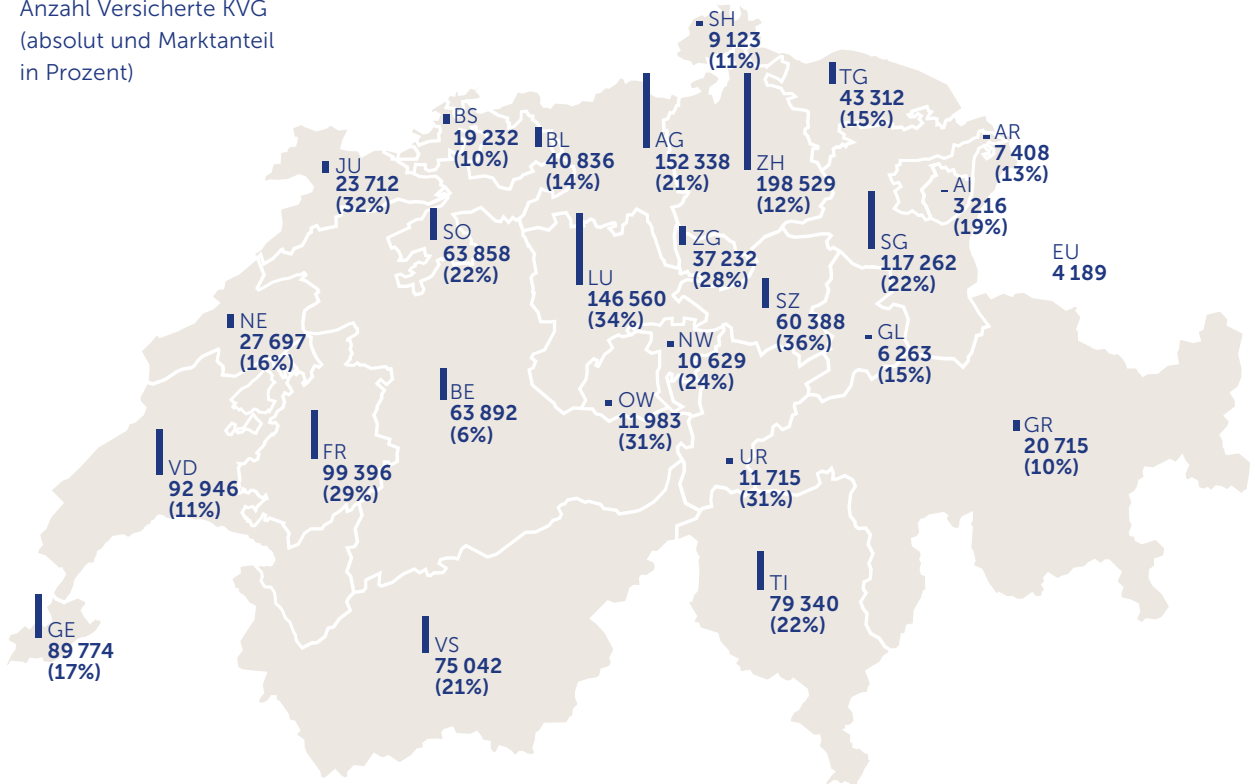 Anzahl Versicherte KVG
(absolut und Marktanteil
in Prozent)
SH
9 123
(11%)
TG
43 312
(15%)
BS
19 232
(10%)
BL
40 836
(14%)
AG
152 338
(21%)
ZH
198 529
(12%)
AR
7 408
(13%)
JU
23 712
(32%)
AI
3 216
(19%)
SO
63 858
(22%)
ZG
37 232
(28%)
SG
117 262
(22%)
EU
4 189
LU
146 560
(34%)
SZ
60 388
(36%)
NE
27 697
(16%)
NW
10 629
(24%)
GL
6 263
(15%)
BE
63 892
(6%)
OW
11 983
(31%)
GR
20 715
(10%)
FR
99 396
(29%)
VD
92 946
(11%)
UR
11 715
(31%)
TI
79 340
(22%)
GE
89 774
(17%)
VS
75 042
(21%)